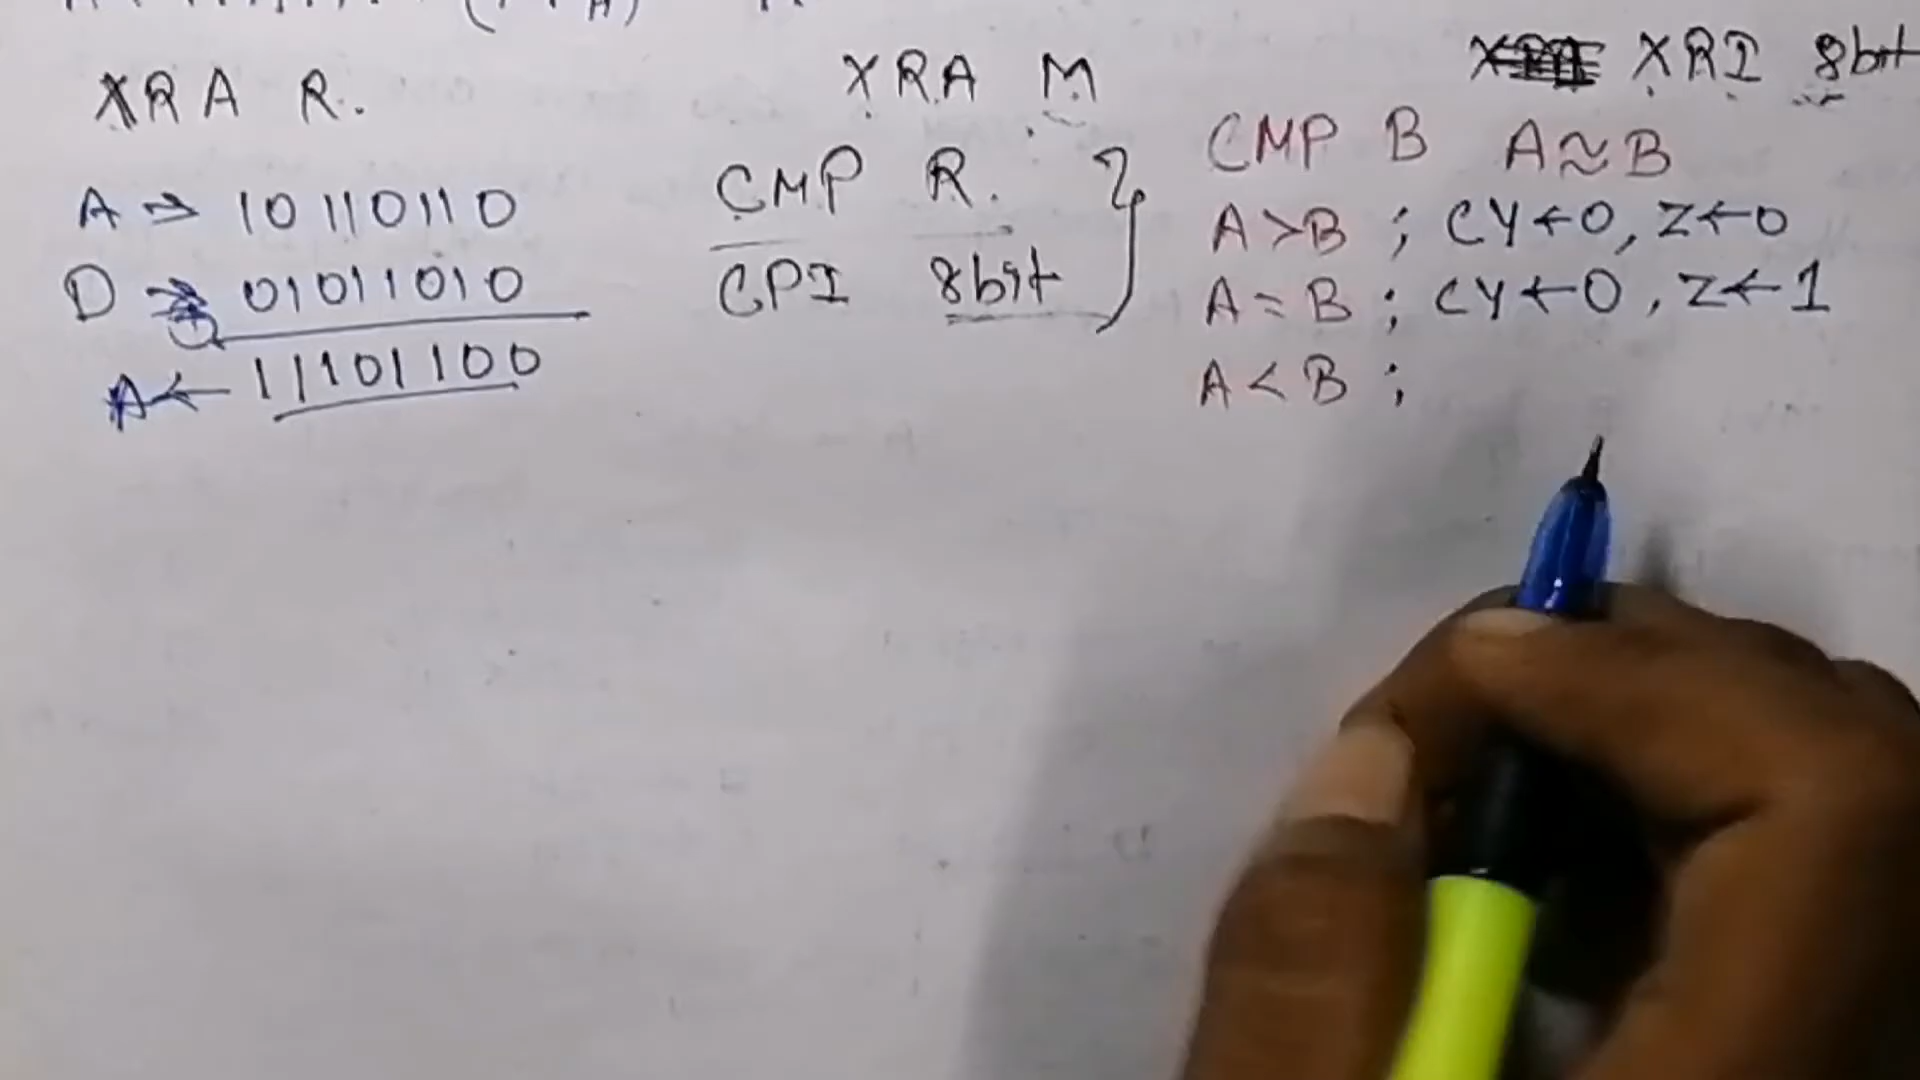 XRA R.
A → 10110110
D → 01011010
A ← 11101100
XRA M
CMP R.
CPI 8bit
XRI 8bit
CMP B A≈B
A>B ; CY←0, Z←0
A=B ; CY←0, Z←1
A<B ;